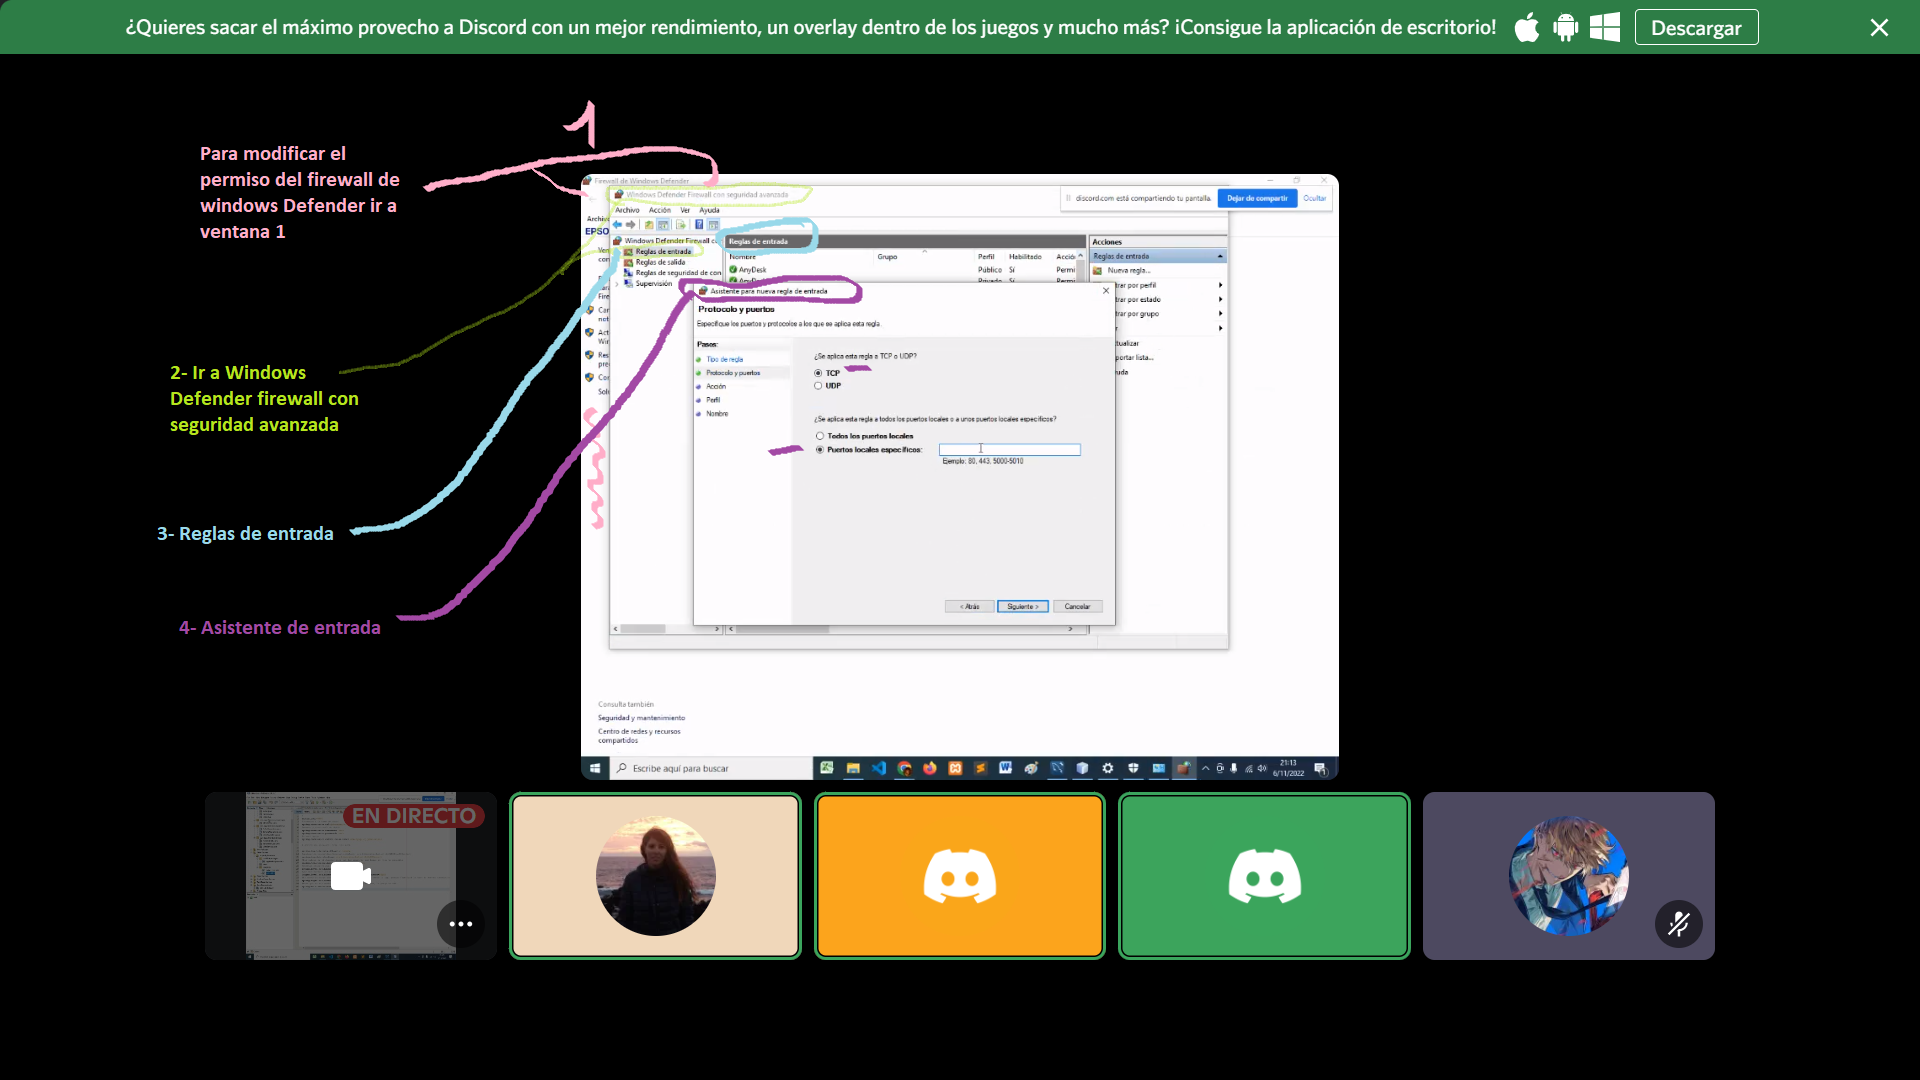 ¿Quieres sacar el máximo provecho a Discord con un mejor rendimiento, un overlay dentro de los juegos y mucho más? ¡Consigue la aplicación de escritorio!
Descargar
1
Para modificar el
permiso del firewall de
windows Defender ir a
ventana 1
2- Ir a Windows
Defender firewall con
seguridad avanzada
3- Reglas de entrada
4- Asistente de entrada
Firewall de Windows Defender
Windows Defender Firewall con seguridad avanzada
discord.com está compartiendo tu pantalla.
Dejar de compartir
Ocultar
Archivo Acción Ver Ayuda
Archivo
EPSO
Windows Defender Firewall co
Reglas de entrada
Reglas de salida
Reglas de seguridad de con
Supervisión
Reglas de entrada
Nombre Grupo Perfil Habilitado Acció
AnyDesk Público Sí Permi
Acciones
Reglas de entrada
Nueva regla...
trar por perfil
trar por estado
trar por grupo
tualizar
portar lista...
uda
Asistente para nueva regla de entrada
Protocolo y puertos
Especifique los puertos y protocolos a los que se aplica esta regla.
Pasos:
Tipo de regla
Protocolo y puertos
Acción
Perfil
Nombre
¿Se aplica esta regla a TCP o UDP?
TCP
UDP
¿Se aplica esta regla a todos los puertos locales o a unos puertos locales específicos?
Todos los puertos locales
Puertos locales específicos:
Ejemplo: 80, 443, 5000-5010
< Atrás
Siguiente >
Cancelar
Consulta también
Seguridad y mantenimiento
Centro de redes y recursos
compartidos
Escribe aquí para buscar
21:13
6/11/2022
EN DIRECTO